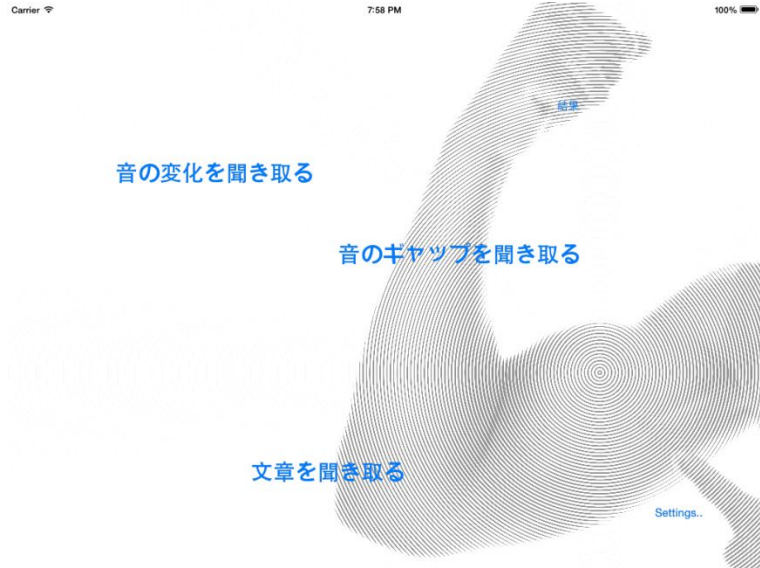 Carrier 7:58 PM 100%
結果
音の変化を聞き取る
音のギャップを聞き取る
文章を聞き取る
Settings..